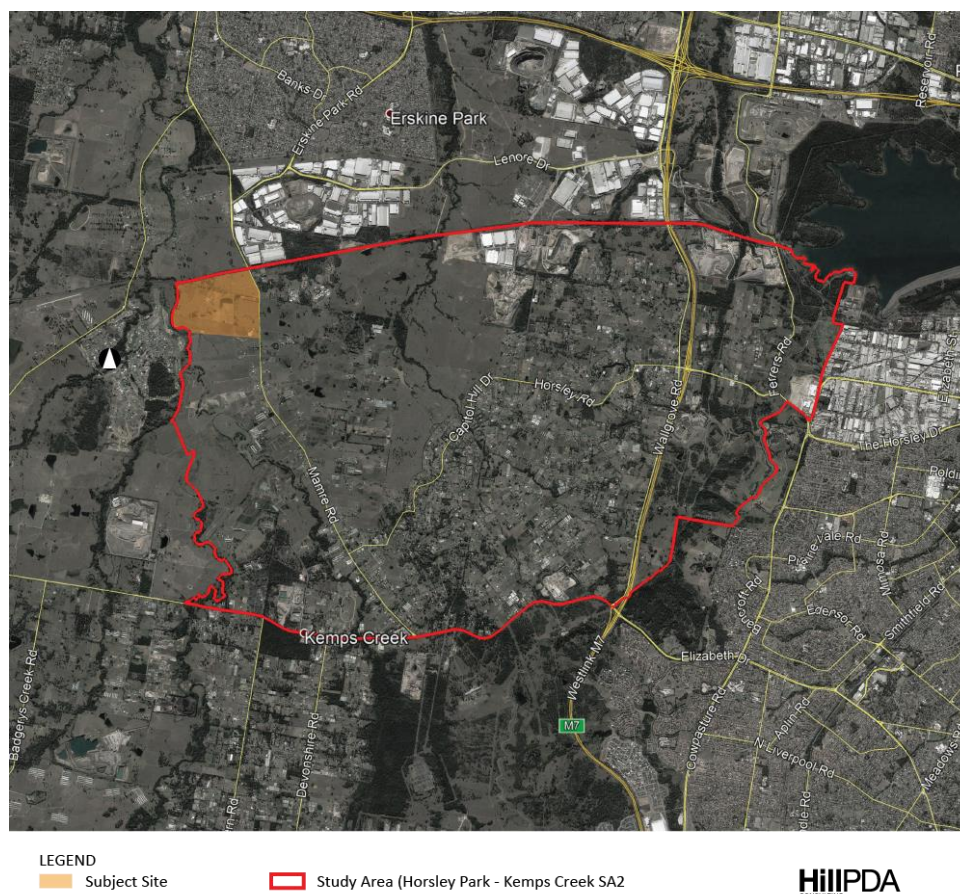 Reservoir Rd
Banks Dr
Erskine Park Rd
Erskine Park
Lenore Dr
Ferrers Rd
Elizabeth St
Horsley Rd
Capitol Hill Dr
Wallgrove Rd
The Horsley Dr
Mamre Rd
Mimosa Rd
Smithfield Rd
Edensor Rd
Kemps Creek
Elizabeth D
Westlink M7
Cowpasture Rd
Aplin Rd
N Liverpool Rd
Badgerys Creek Rd
Devonshire Rd
M7
LEGEND
Subject Site
Study Area (Horsley Park - Kemps Creek SA2
HillPDA